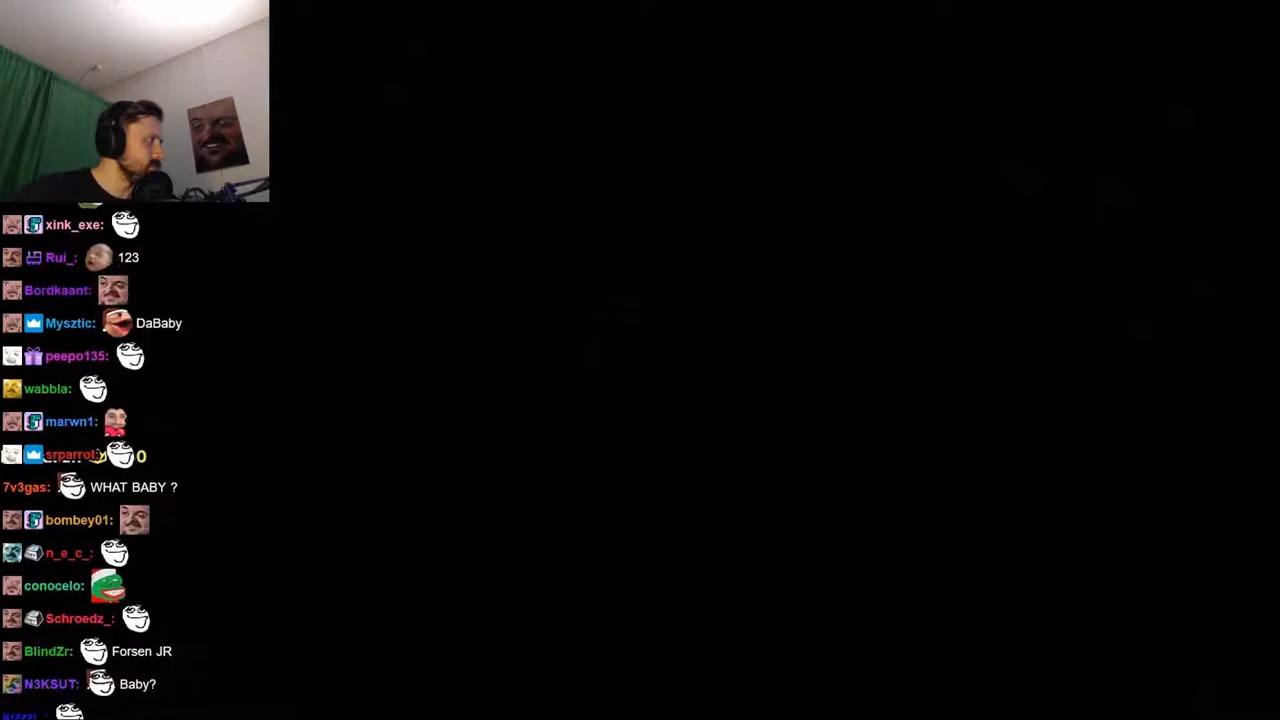 xink_exe:
Rui_: 123
Bordkaant:
Mysztic: DaBaby
peepo135:
wabbla:
marwn1:
srparrot: 0
7v3gas: WHAT BABY ?
bombey01:
n_e_c_:
conocelo:
Schroedz_:
BlindZr: Forsen JR
N3KSUT: Baby?